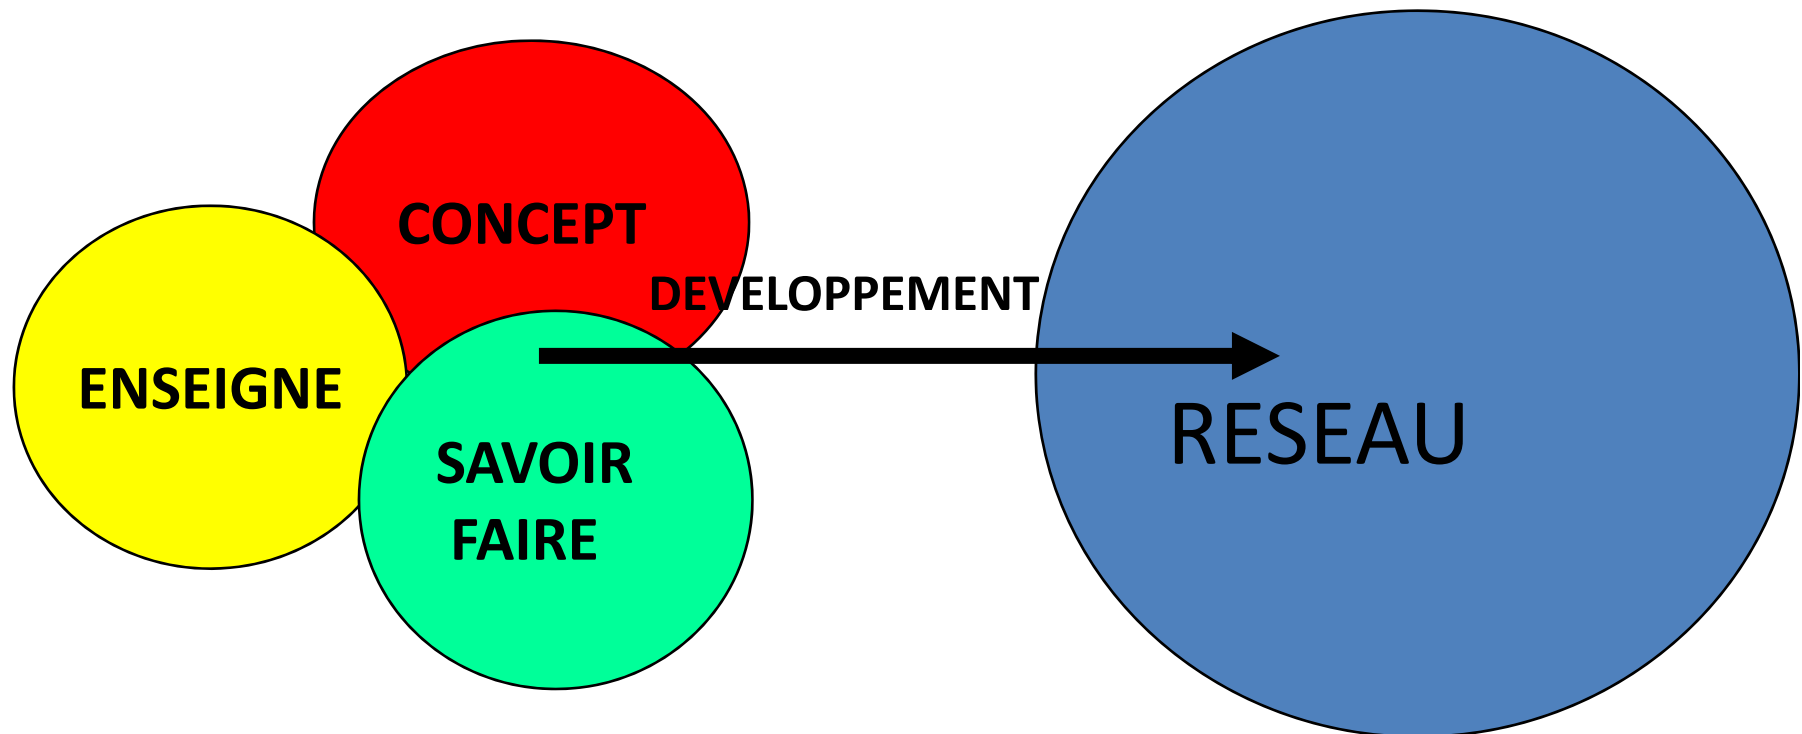 CONCEPT
DEVELOPPEMENT
ENSEIGNE
RESEAU
SAVOIR
FAIRE